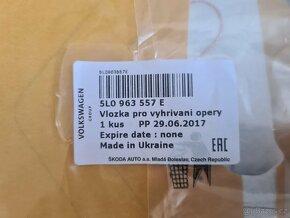 5L0963557E
VOLKSWAGEN
GROUP
5L0 963 557 E
Vlozka pro vyhrivani opery
1 kus PP 29.06.2017
Expire date : none
Made in Ukraine
EAC
ŠKODA AUTO a.s. Mladá Boleslav, Czech Republic